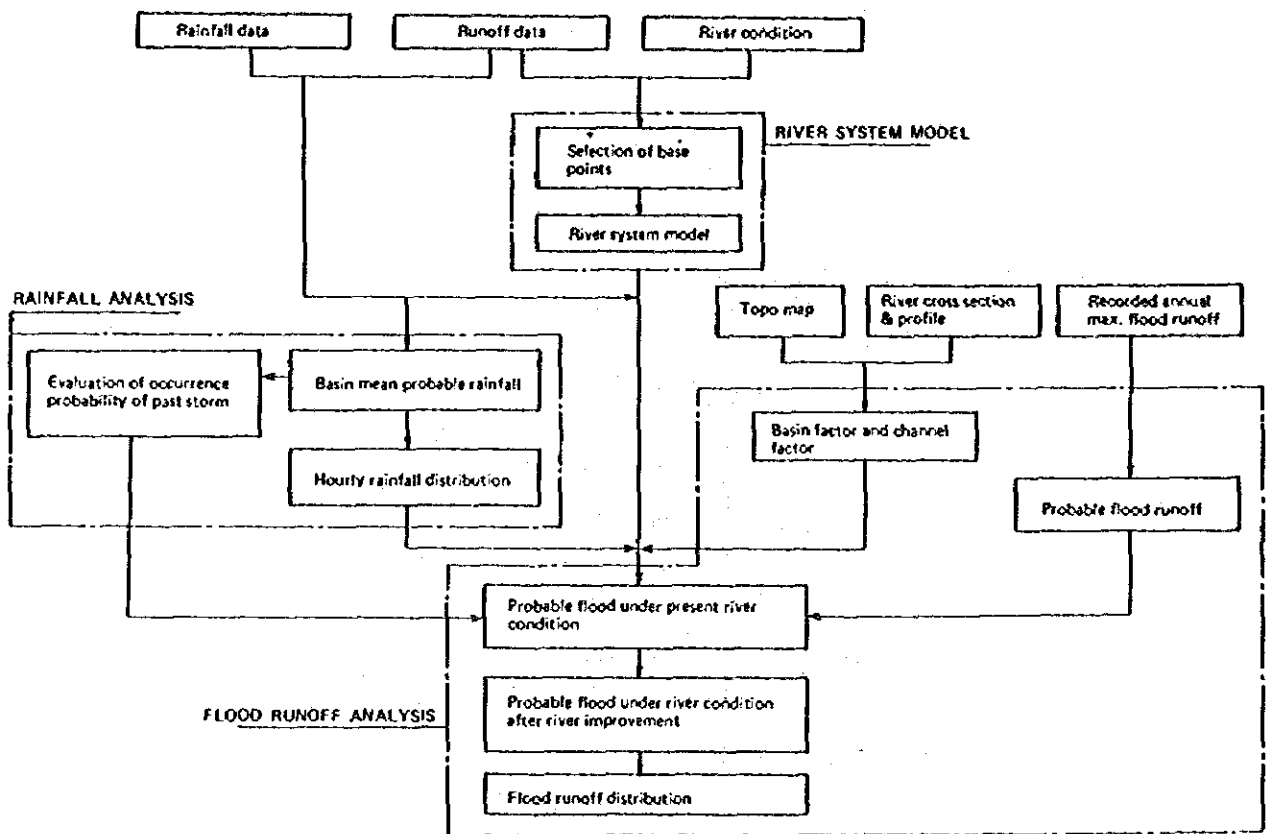 Rainfall data
Runoff data
River condition
RIVER SYSTEM MODEL
Selection of base
points
River system model
RAINFALL ANALYSIS
Topo map
River cross section
& profile
Recorded annual
max. flood runoff
Evaluation of occurrence
probability of past storm
Basin mean probable rainfall
Basin factor and channel
factor
Hourly rainfall distribution
Probable flood runoff
Probable flood under present river
condition
Probable flood under river condition
after river improvement
FLOOD RUNOFF ANALYSIS
Flood runoff distribution